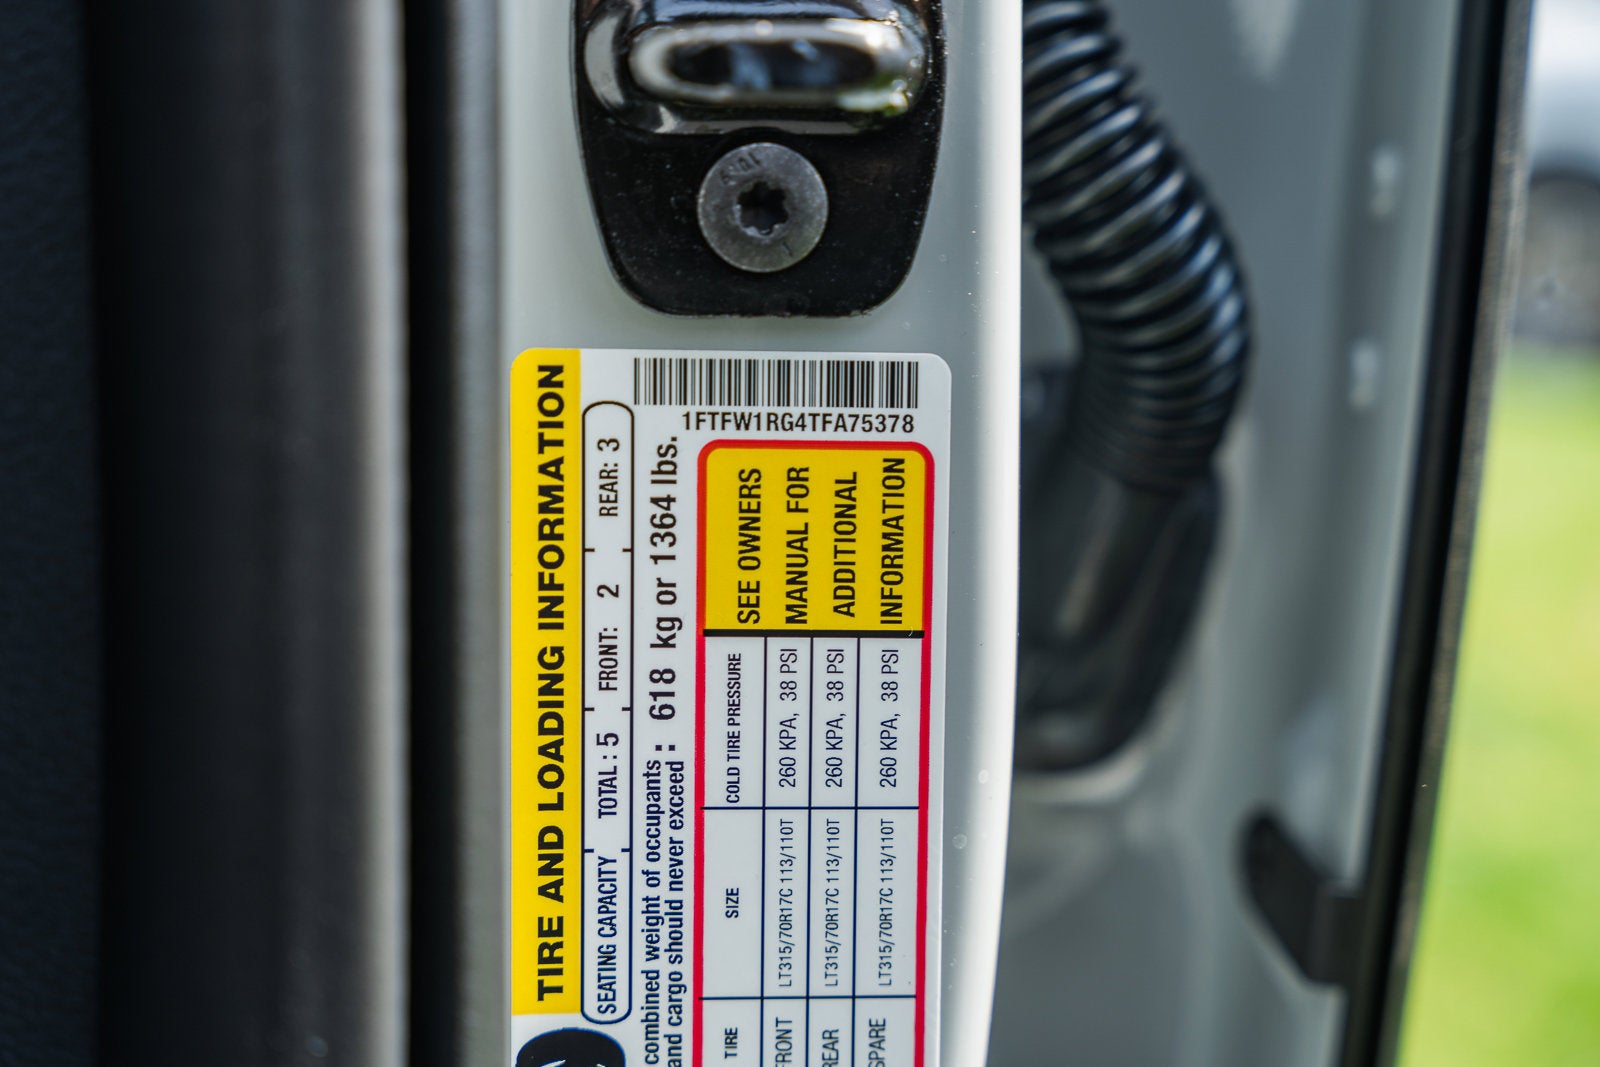 1FTFW1RG4TFA75378
TIRE AND LOADING INFORMATION
SEATING CAPACITY TOTAL: 5 FRONT: 2 REAR: 3
combined weight of occupants
and cargo should never exceed : 618 kg or 1364 lbs.
TIRE SIZE COLD TIRE PRESSURE
FRONT LT315/70R17C 113/110T 260 KPA, 38 PSI
REAR LT315/70R17C 113/110T 260 KPA, 38 PSI
SPARE LT315/70R17C 113/110T 260 KPA, 38 PSI
SEE OWNERS
MANUAL FOR
ADDITIONAL
INFORMATION